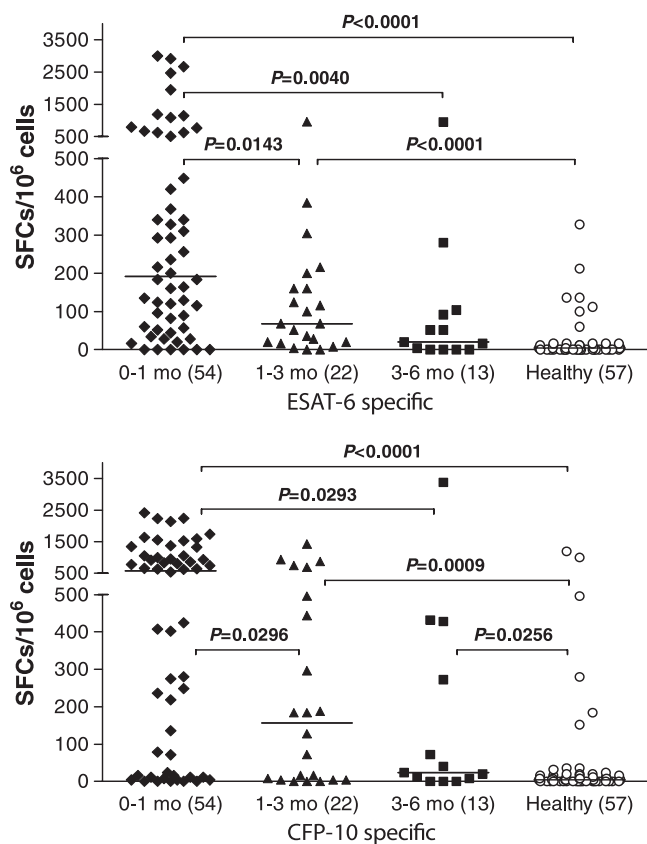 P<0.0001
3500
2500
P=0.0040
1500
500
P=0.0143
P<0.0001
500
400
300
200
100
0
SFCs/10⁶ cells
0-1 mo (54) 1-3 mo (22) 3-6 mo (13) Healthy (57)
ESAT-6 specific
P<0.0001
3500
P=0.0293
2500
1500
P=0.0009
500
500
400
P=0.0296
P=0.0256
300
200
100
0
SFCs/10⁶ cells
0-1 mo (54) 1-3 mo (22) 3-6 mo (13) Healthy (57)
CFP-10 specific